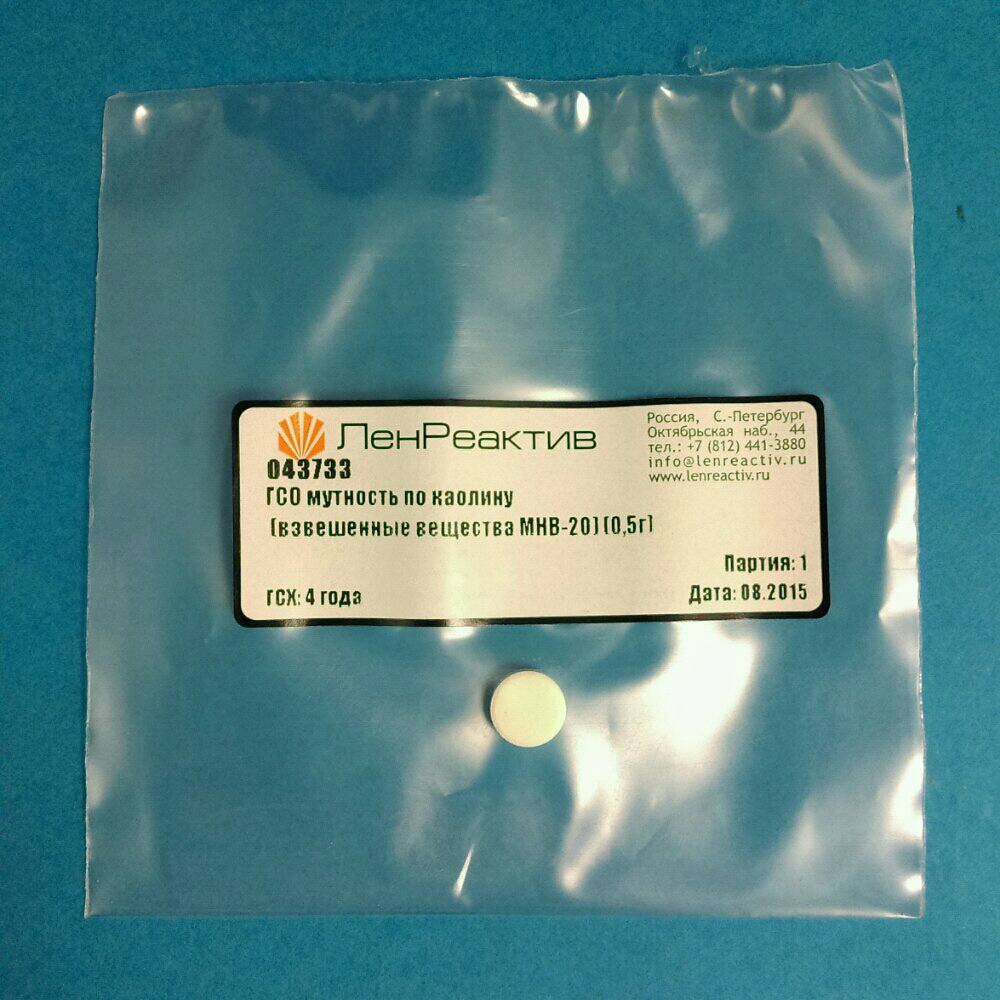 ЛенРеактив
Россия, С.-Петербург
Октябрьская наб., 44
тел.: +7 (812) 441-3880
info@lenreactiv.ru
www.lenreactiv.ru
043733
ГСО мутность по каолину
(взвешенные вещества МНВ-20) (0,5г)
Партия: 1
ГСХ: 4 года
Дата: 08.2015